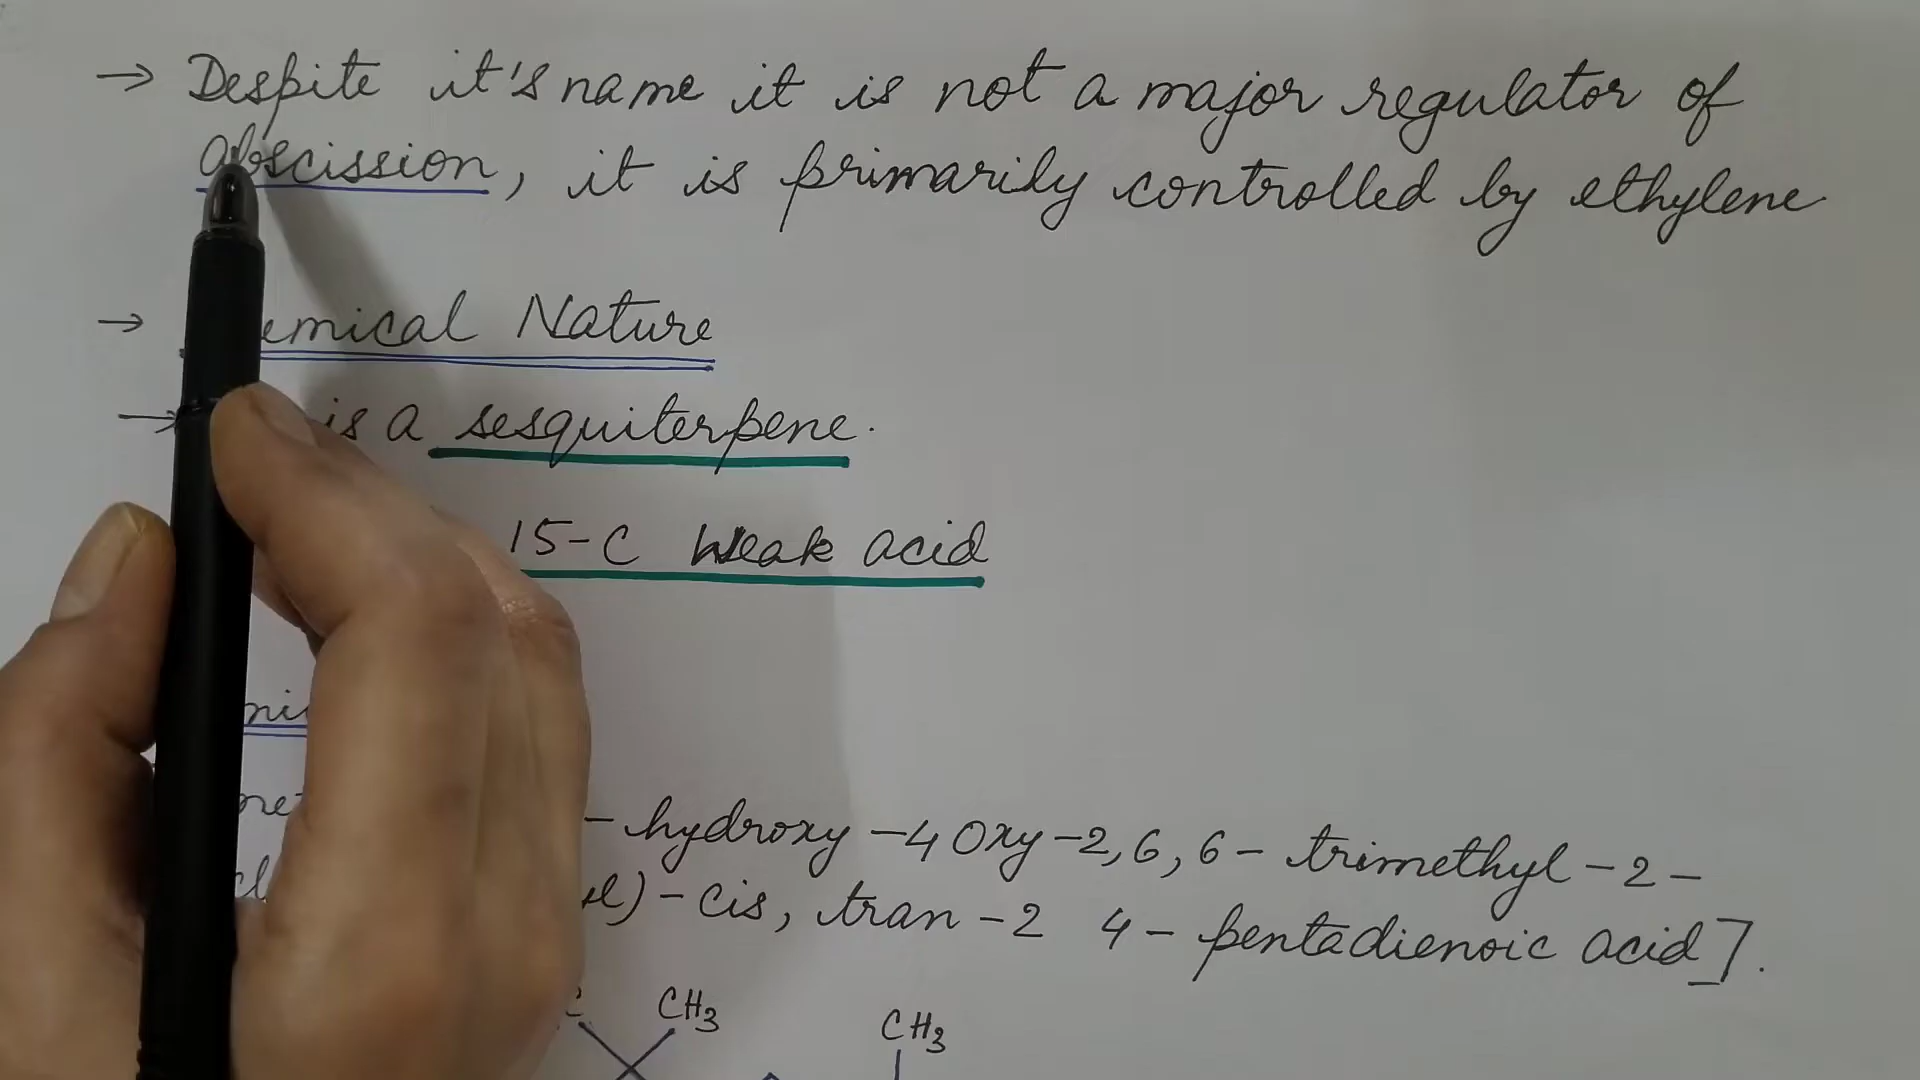 → Despite it's name it is not a major regulator of
abscission, it is primarily controlled by ethylene
→ emical Nature
→ is a sesquiterpene.
15-C Weak acid
- hydroxy - 4 Oxy - 2, 6, 6 - trimethyl - 2 -
) - cis, tran - 2 4 - pentadienoic acid].
CH3
CH3